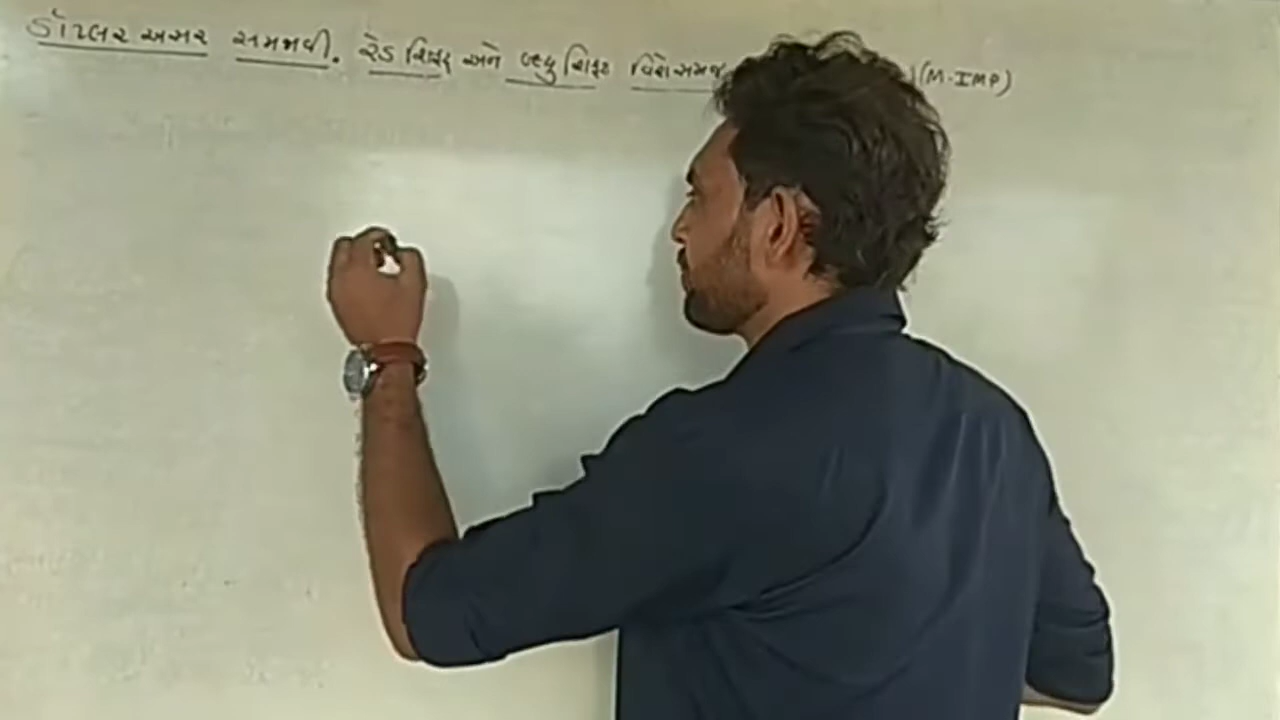 ડૉપ્લર અસર સમજાવી. રેડ શિફ્ટ અને બ્લ્યુ શિફ્ટ વિશે (M.IMP)